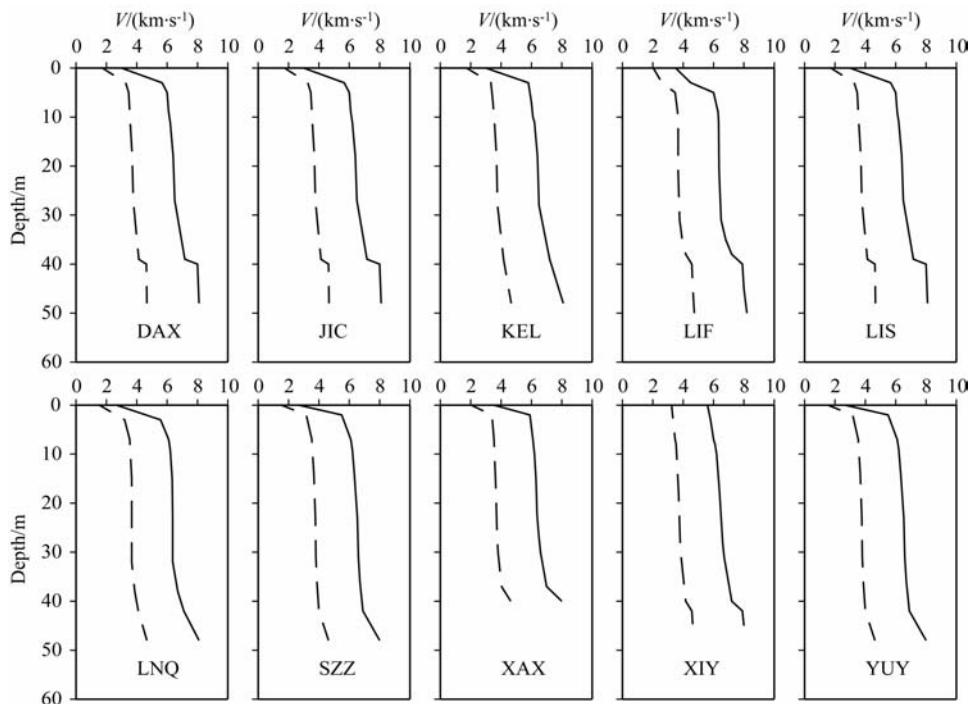 V/(km·s⁻¹) V/(km·s⁻¹) V/(km·s⁻¹) V/(km·s⁻¹) V/(km·s⁻¹)
0 2 4 6 8 10 0 2 4 6 8 10 0 2 4 6 8 10 0 2 4 6 8 10 0 2 4 6 8 10
0
10
20
30
40
50
60
Depth/m
DAX JIC KEL LIF LIS
0 2 4 6 8 10 0 2 4 6 8 10 0 2 4 6 8 10 0 2 4 6 8 10 0 2 4 6 8 10
0
10
20
30
40
50
60
Depth/m
LNQ SZZ XAX XIY YUY